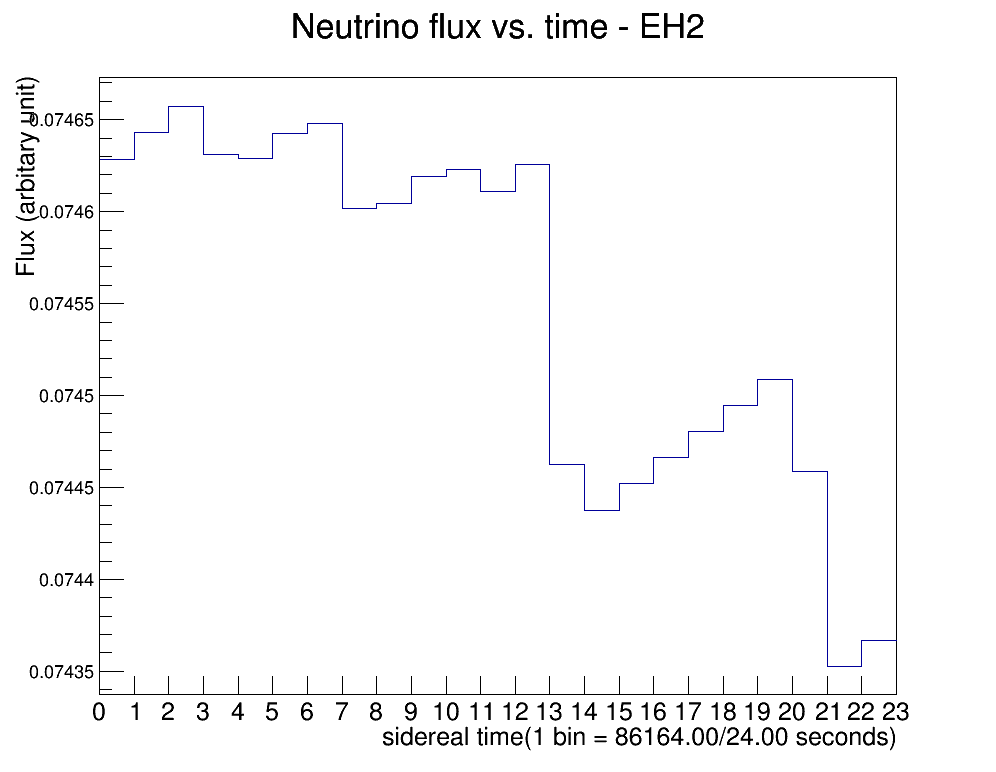 Neutrino flux vs. time - EH2
Flux (arbitary unit)
0.07465
0.0746
0.07455
0.0745
0.07445
0.0744
0.07435
0 1 2 3 4 5 6 7 8 9 10 11 12 13 14 15 16 17 18 19 20 21 22 23
sidereal time(1 bin = 86164.00/24.00 seconds)